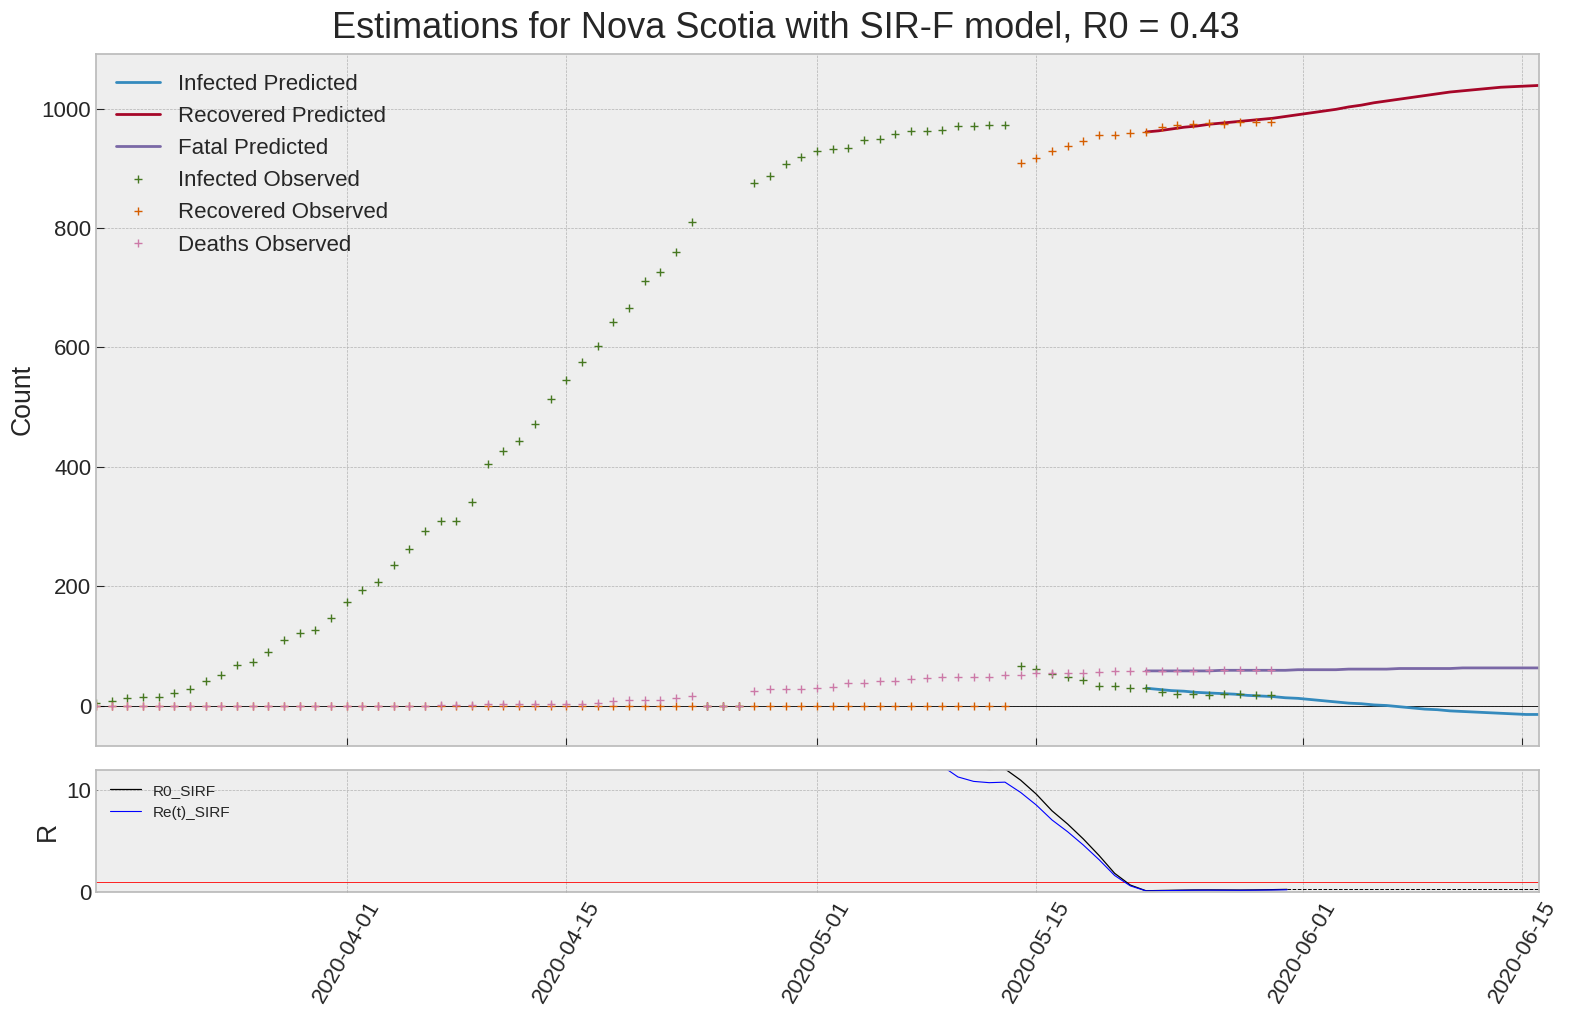 Estimations for Nova Scotia with SIR-F model, R0 = 0.43
Infected Predicted
Recovered Predicted
Fatal Predicted
Infected Observed
Recovered Observed
Deaths Observed
1000
800
600
400
200
0
Count
R0_SIRF
Re(t)_SIRF
10
0
R
2020-04-01
2020-04-15
2020-05-01
2020-05-15
2020-06-01
2020-06-15